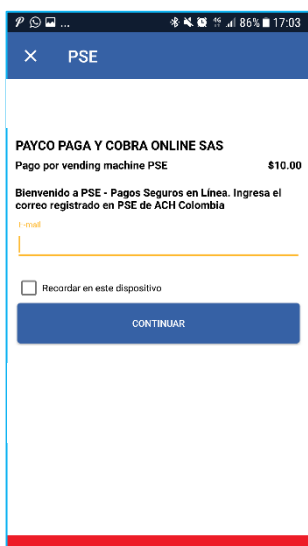 ... 86% 17:03
PSE
PAYCO PAGA Y COBRA ONLINE SAS
Pago por vending machine PSE $10.00
Bienvenido a PSE - Pagos Seguros en Línea. Ingresa el
correo registrado en PSE de ACH Colombia
E-mail
Recordar en este dispositivo
CONTINUAR